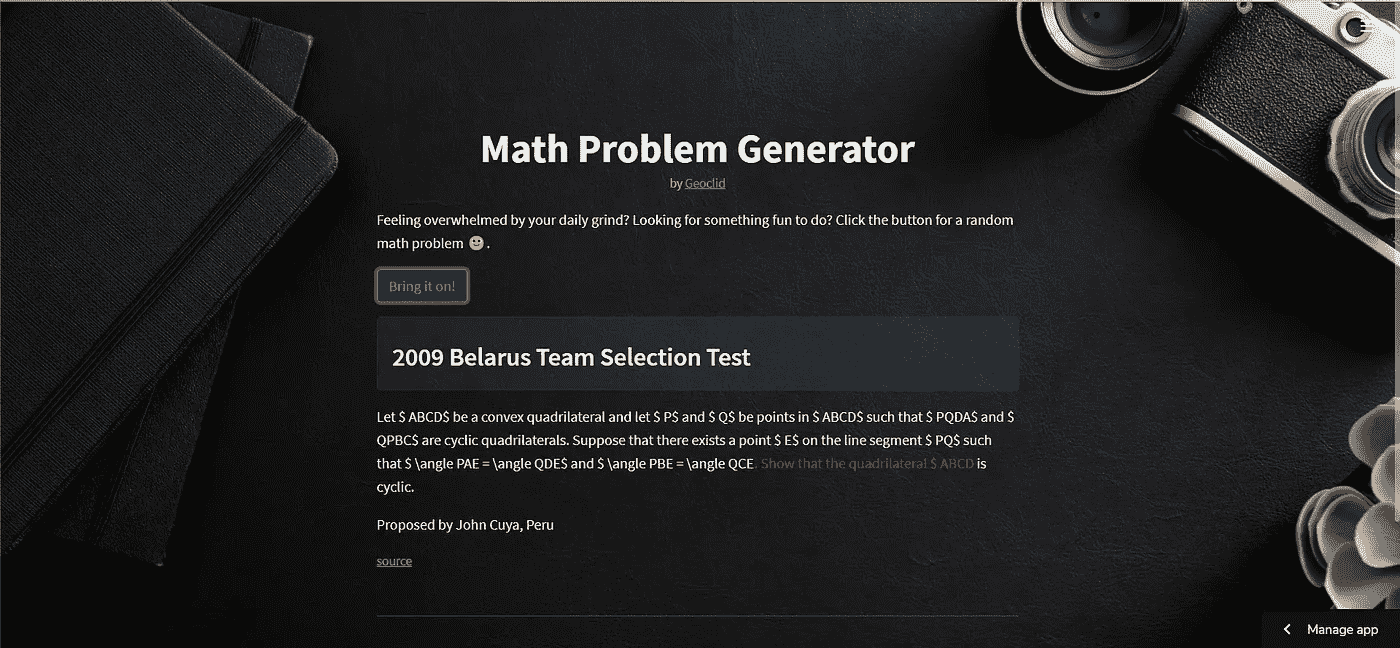 Math Problem Generator
by Geoclid
Feeling overwhelmed by your daily grind? Looking for something fun to do? Click the button for a random
math problem 🙂 .
Bring it on!
2009 Belarus Team Selection Test
Let $ ABCD$ be a convex quadrilateral and let $ P$ and $ Q$ be points in $ ABCD$ such that $ PQDA$ and $
QPBC$ are cyclic quadrilaterals. Suppose that there exists a point $ E$ on the line segment $ PQ$ such
that $ \angle PAE = \angle QDE$ and $ \angle PBE = \angle QCE. Show that the quadrilateral $ ABCD is
cyclic.
Proposed by John Cuya, Peru
source
Manage app